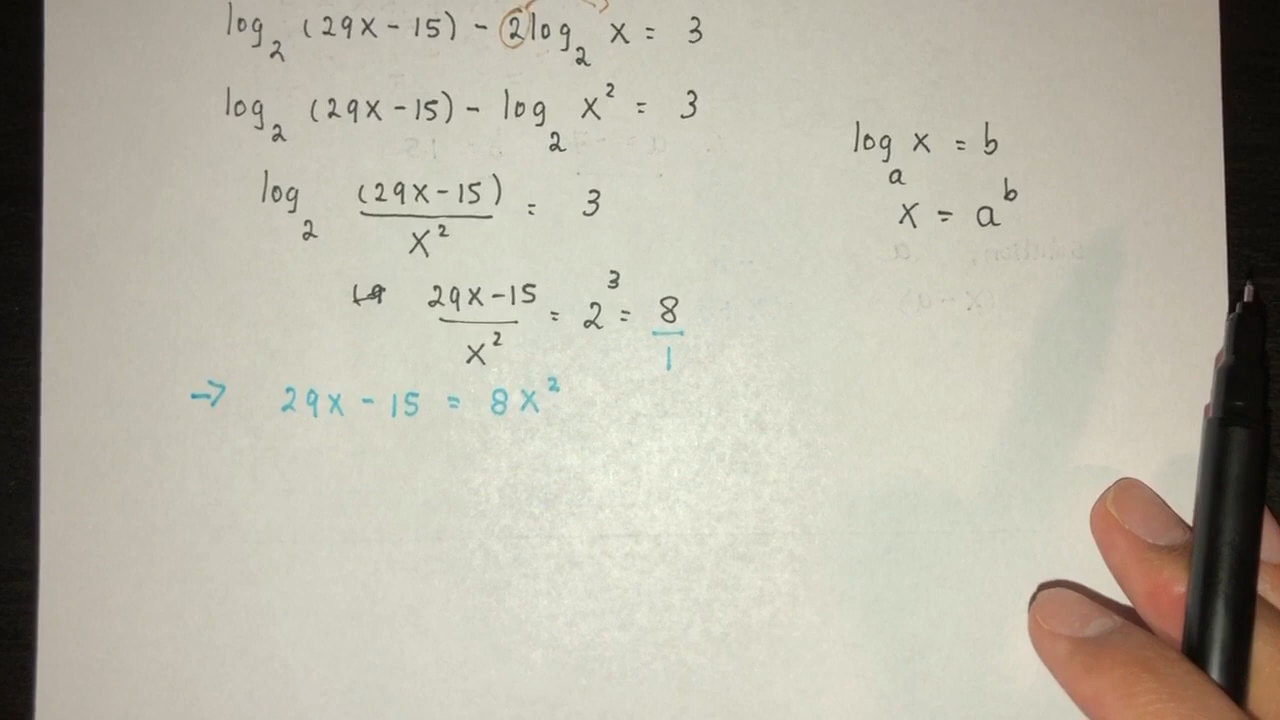 log₂ (29x - 15) - 2log₂ x = 3
log₂ (29x - 15) - log₂ x² = 3
log₂ (29x - 15) / x² = 3
29x - 15 / x² = 2³ = 8 / 1
→ 29x - 15 = 8x²
logₐ x = b
x = aᵇ